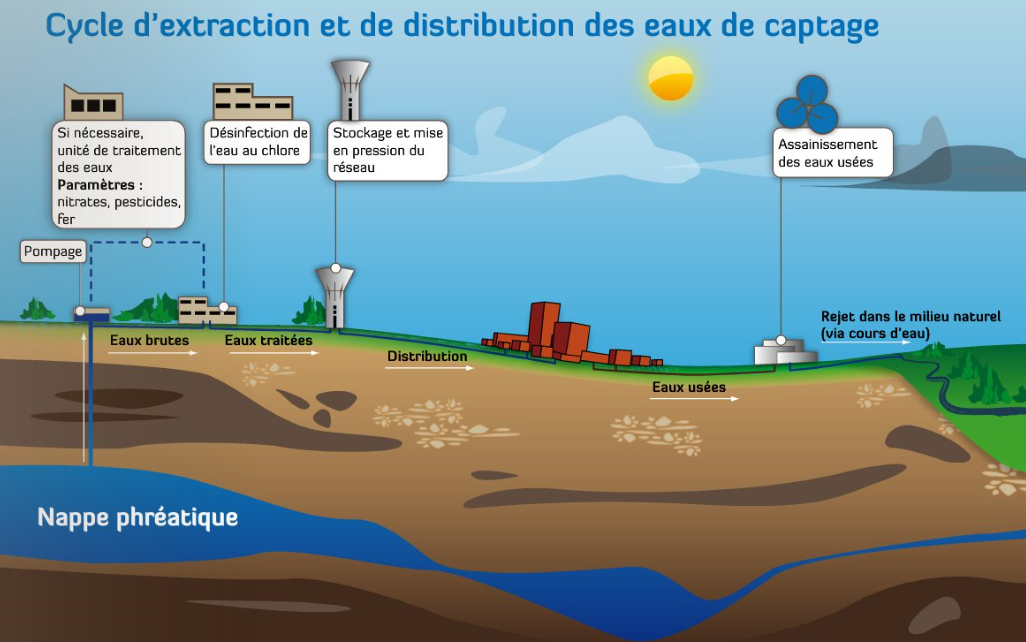 Cycle d'extraction et de distribution des eaux de captage
Si nécessaire,
unité de traitement
des eaux
Paramètres :
nitrates, pesticides,
fer
Désinfection de
l'eau au chlore
Stockage et mise
en pression du
réseau
Assainissement
des eaux usées
Pompage
Eaux brutes
Eaux traitées
Distribution
Eaux usées
Rejet dans le milieu naturel
(via cours d'eau)
Nappe phréatique